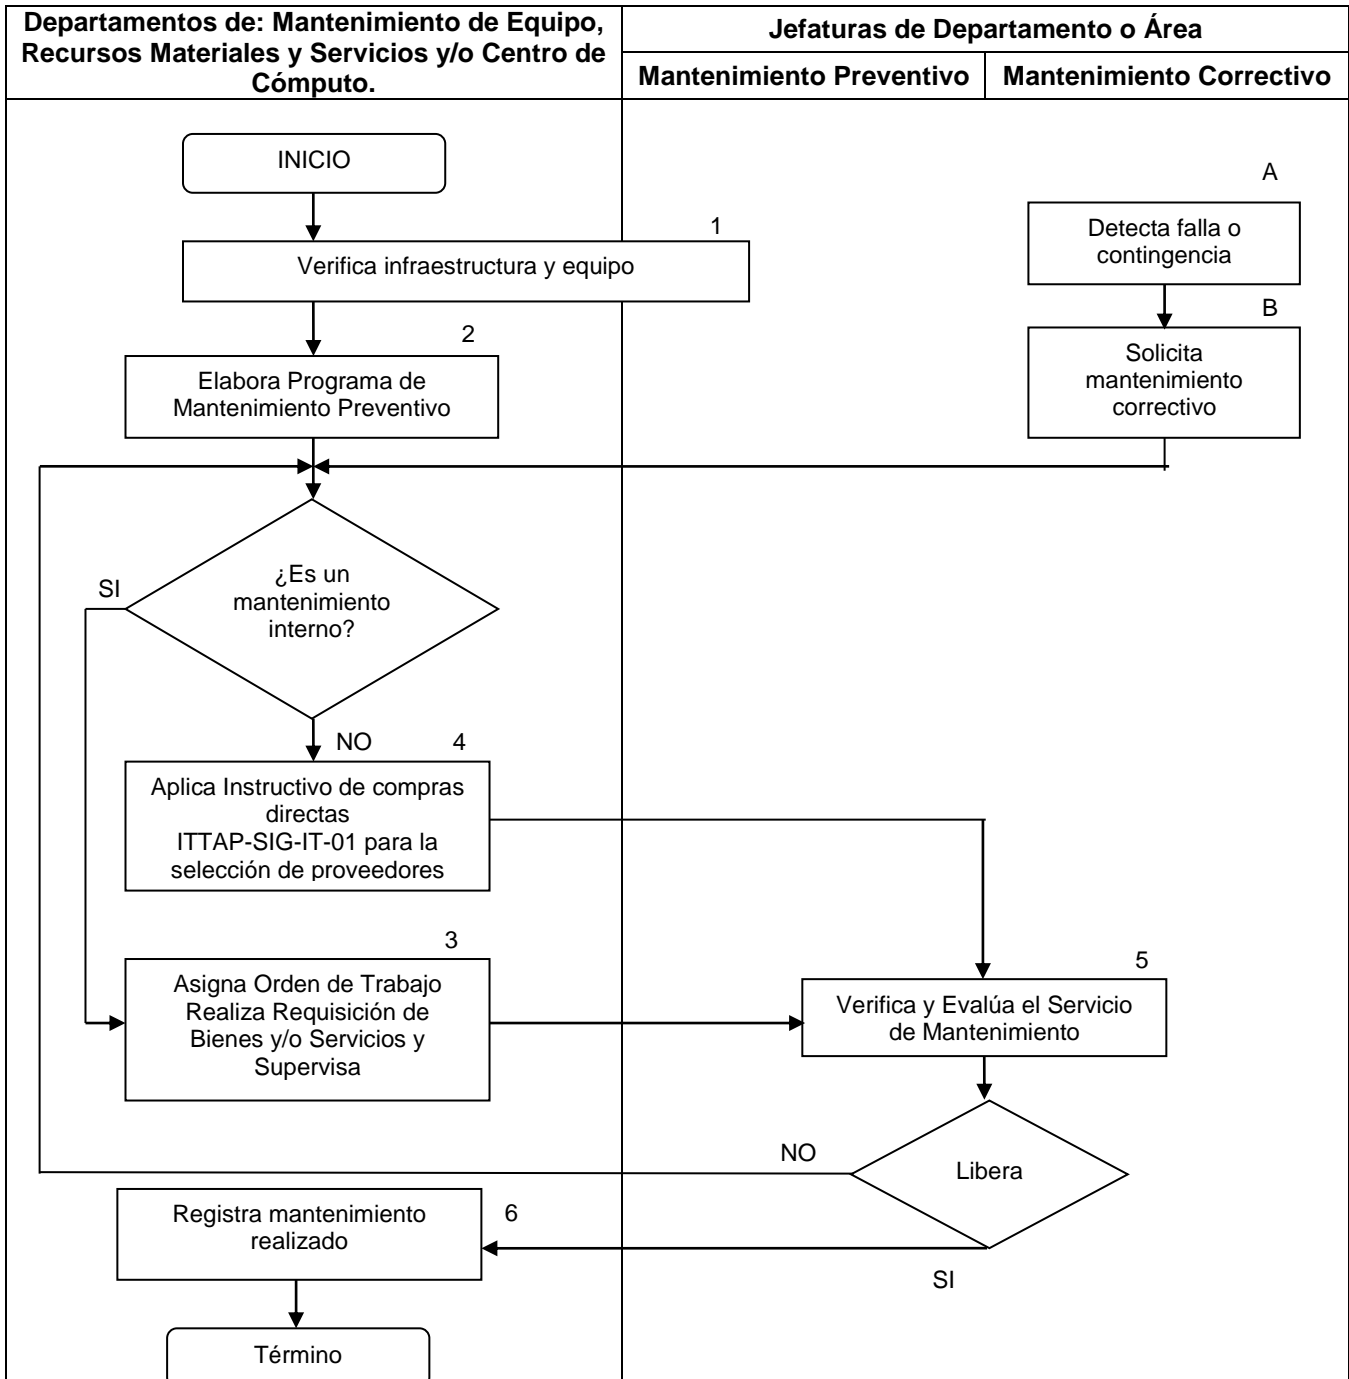 Departamentos de: Mantenimiento de Equipo,
Recursos Materiales y Servicios y/o Centro de
Cómputo.
Jefaturas de Departamento o Área
Mantenimiento Preventivo
Mantenimiento Correctivo
INICIO
A
Detecta falla o
contingencia
1
Verifica infraestructura y equipo
B
Solicita
mantenimiento
correctivo
2
Elabora Programa de
Mantenimiento Preventivo
SI
¿Es un
mantenimiento
interno?
NO
4
Aplica Instructivo de compras
directas
ITTAP-SIG-IT-01 para la
selección de proveedores
3
Asigna Orden de Trabajo
Realiza Requisición de
Bienes y/o Servicios y
Supervisa
5
Verifica y Evalúa el Servicio
de Mantenimiento
NO
Libera
SI
6
Registra mantenimiento
realizado
Término